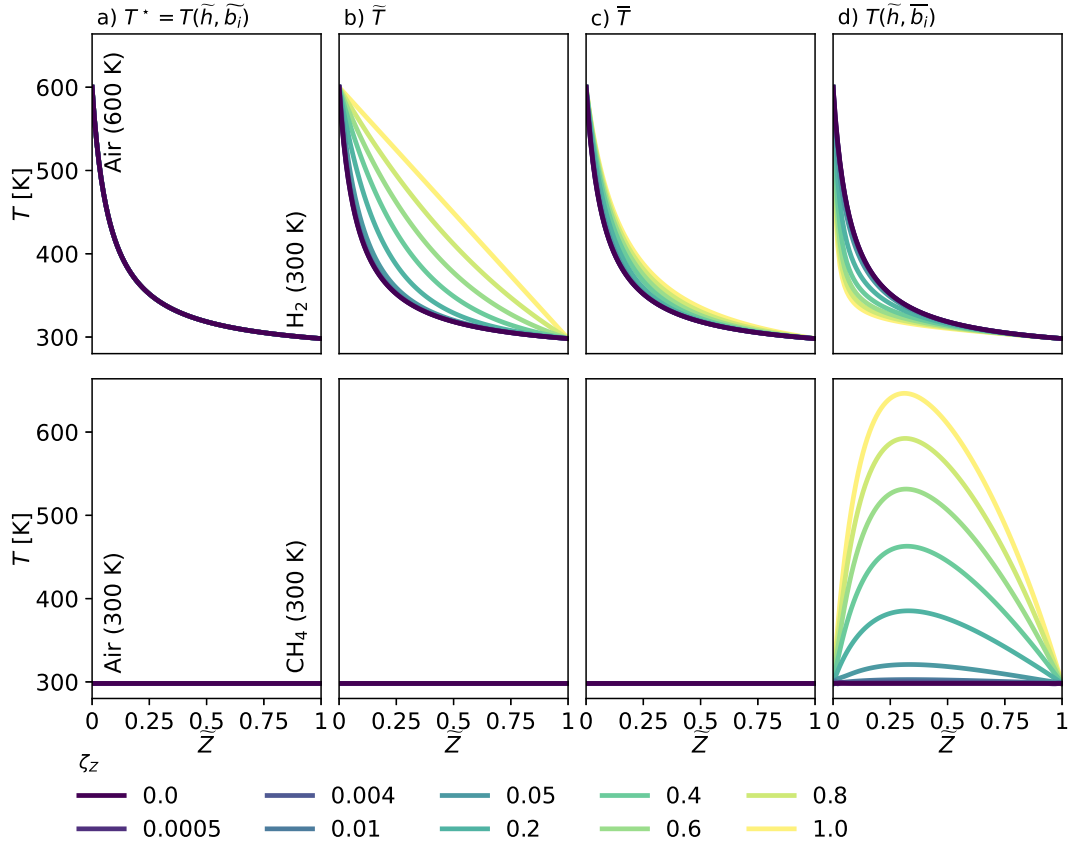 a) T⋆ = T(h̃, b̃ᵢ)
b) T̃
c) T̿
d) T(h̃, b̅ᵢ)
T [K]
600
500
400
300
Air (600 K)
H₂ (300 K)
T [K]
600
500
400
300
Air (300 K)
CH₄ (300 K)
0 0.25 0.5 0.75 1
0 0.25 0.5 0.75 1
0 0.25 0.5 0.75 1
0 0.25 0.5 0.75 1
Z̃
Z̃
Z̃
Z̃
ζ_Z
0.0 0.004 0.05 0.4 0.8
0.0005 0.01 0.2 0.6 1.0